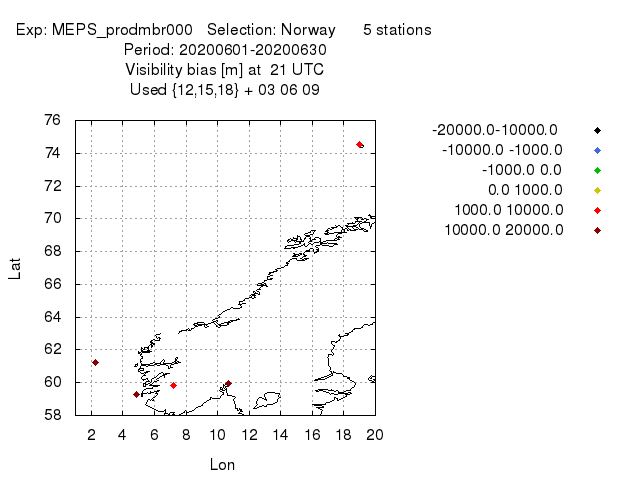 Exp: MEPS_prodmbr000 Selection: Norway 5 stations
Period: 20200601-20200630
Visibility bias [m] at 21 UTC
Used {12,15,18} + 03 06 09
76
74
72
70
68
66
64
62
60
58
Lat
2 4 6 8 10 12 14 16 18 20
Lon
-20000.0-10000.0
-10000.0 -1000.0
-1000.0 0.0
0.0 1000.0
1000.0 10000.0
10000.0 20000.0